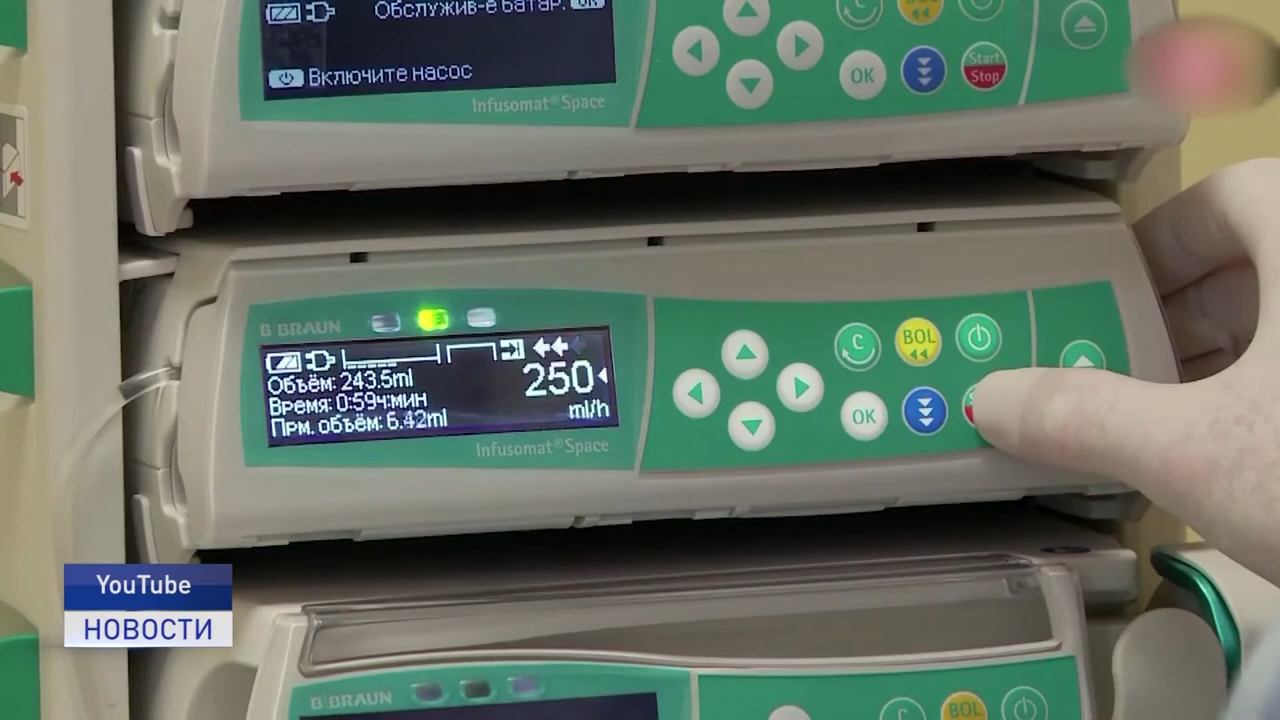 Обслужив-е батар. OK
Включите насос
Infusomat® Space
OK
Start
Stop
B BRAUN
Объём: 243.5ml
Время: 0:59ч:мин
Прм. объём: 6.42ml
250
ml/h
Infusomat® Space
C
BOL
OK
YouTube
НОВОСТИ
B BRAUN
C
BOL